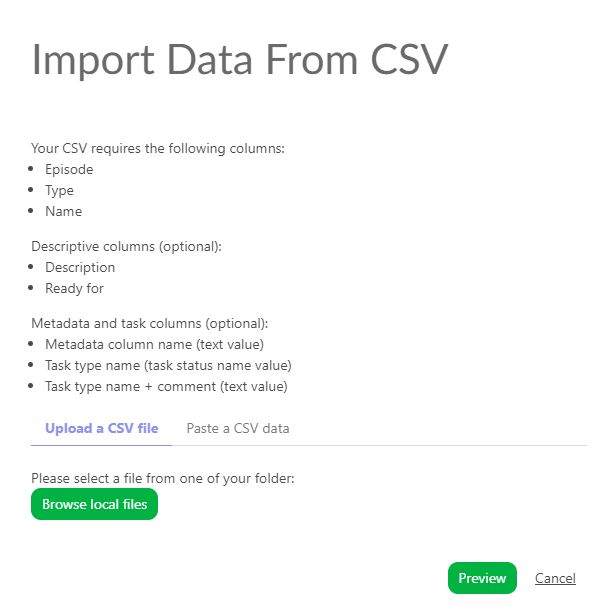 Import Data From CSV
Your CSV requires the following columns:
Episode
Type
Name
Descriptive columns (optional):
Description
Ready for
Metadata and task columns (optional):
Metadata column name (text value)
Task type name (task status name value)
Task type name + comment (text value)
Upload a CSV file Paste a CSV data
Please select a file from one of your folder:
Browse local files
Preview Cancel